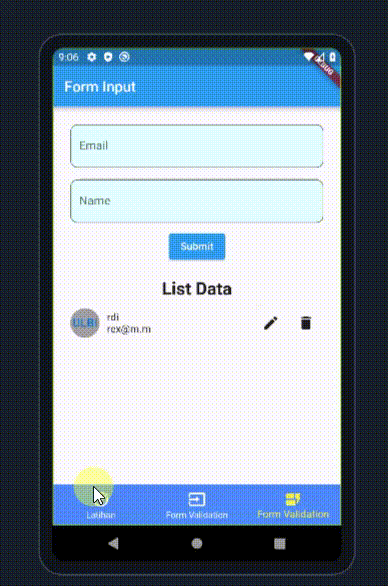 9:06
DEBUG
Form Input
Email
Name
Submit
List Data
ULBI
rdi
rex@m.m
Latihan
Form Validation
Form Validation